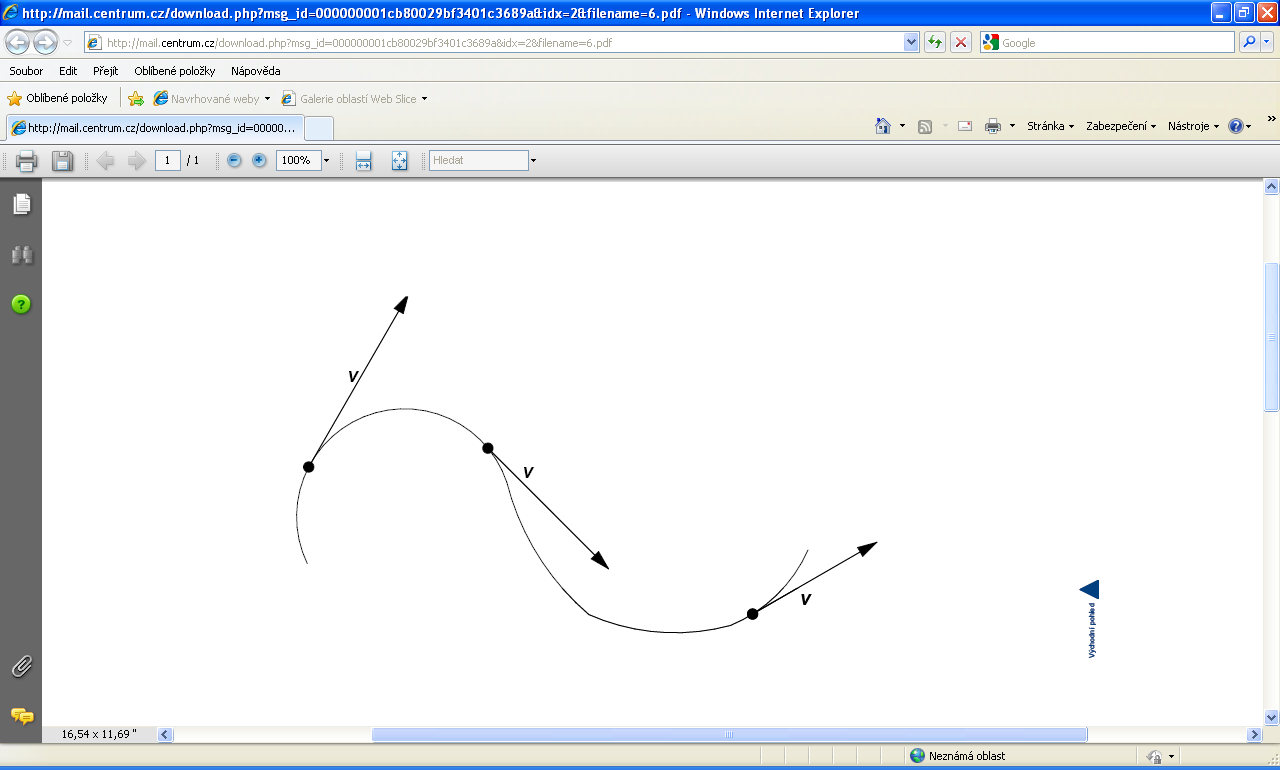 http://mail.centrum.cz/download.php?msg_id=000000001cb80029bf3401c3689a&idx=2&filename=6.pdf - Windows Internet Explorer
http://mail.centrum.cz/download.php?msg_id=000000001cb80029bf3401c3689a&idx=2&filename=6.pdf
Google
Soubor Edit Přejít Oblíbené položky Nápověda
Oblíbené položky Navrhované weby Galerie oblastí Web Slice
http://mail.centrum.cz/download.php?msg_id=00000...
Stránka Zabezpečení Nástroje »
1 / 1 100% Hledat
v
v
v
Východní pohled
16,54 x 11,69 "
Neznámá oblast